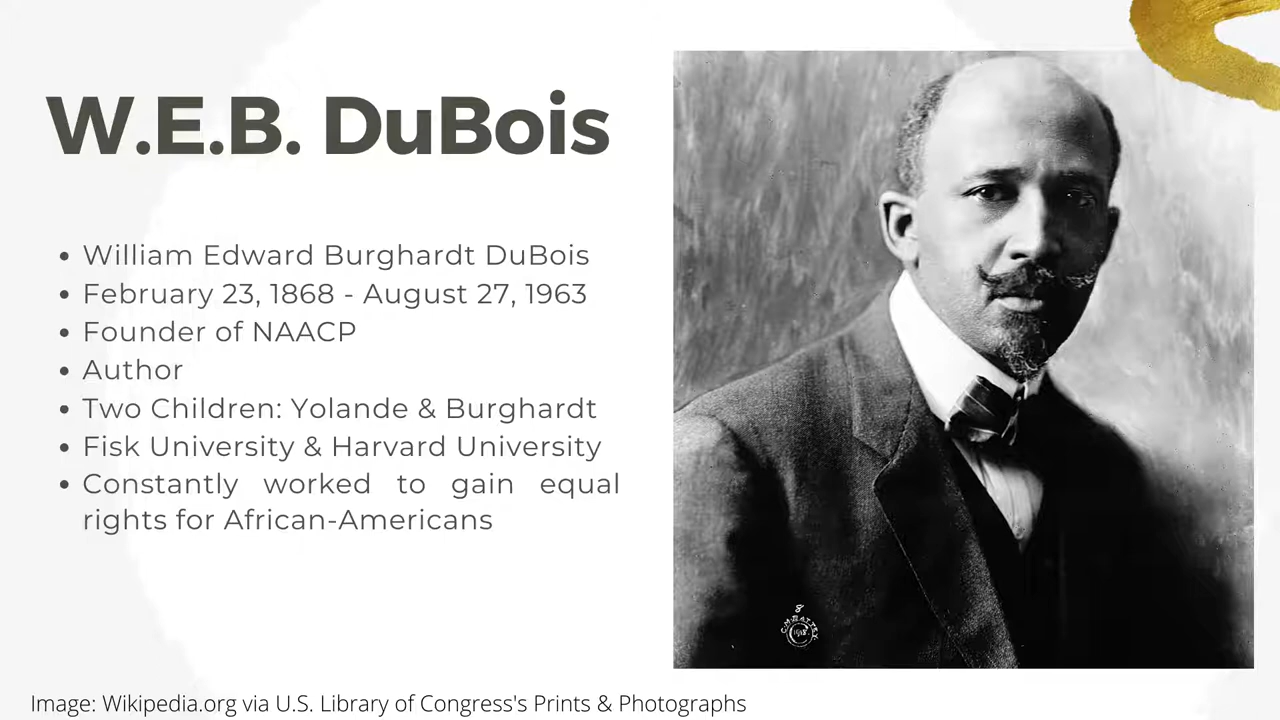 W.E.B. DuBois
• William Edward Burghardt DuBois
• February 23, 1868 - August 27, 1963
• Founder of NAACP
• Author
• Two Children: Yolande & Burghardt
• Fisk University & Harvard University
• Constantly worked to gain equal
rights for African-Americans
8
Image: Wikipedia.org via U.S. Library of Congress's Prints & Photographs